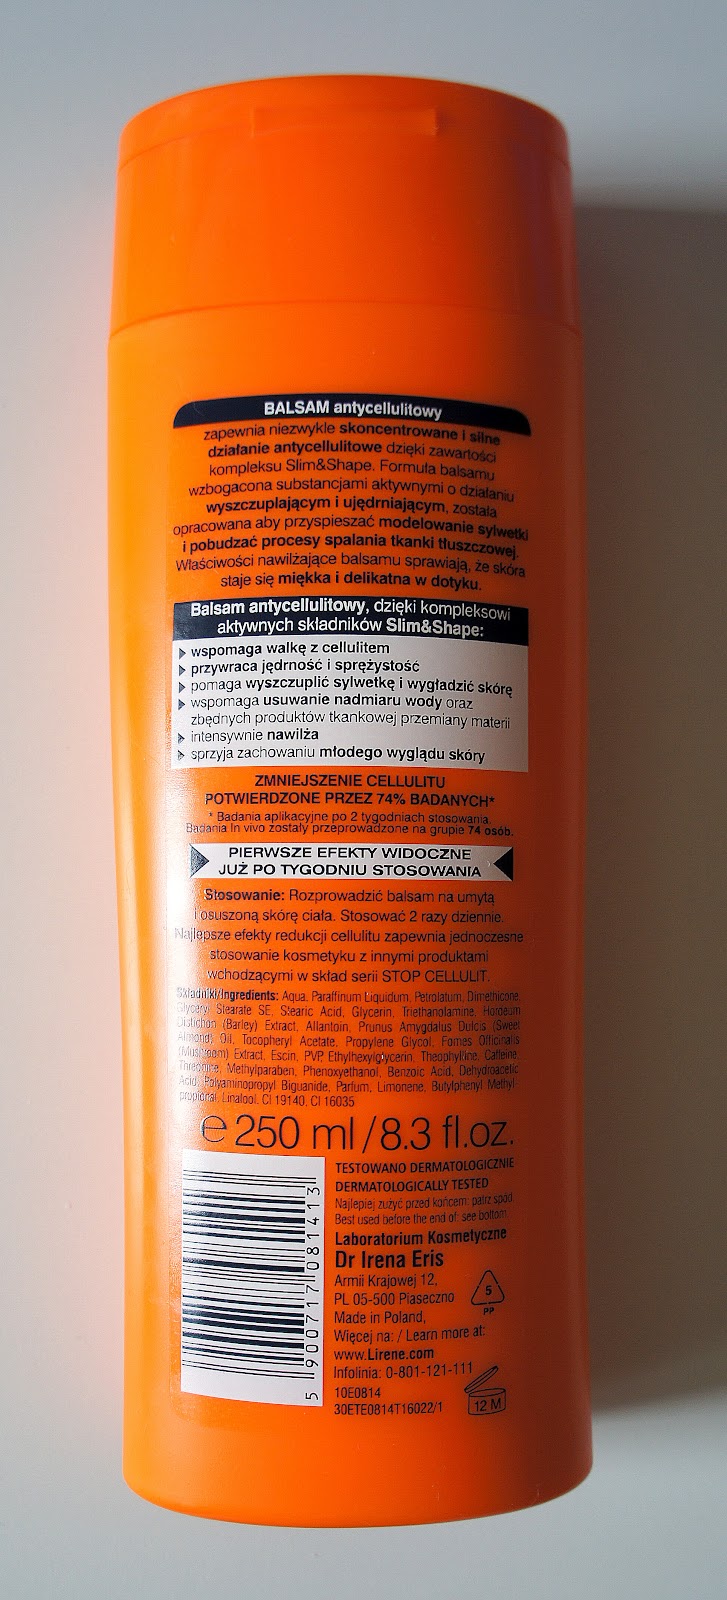 BALSAM antycellulitowy
zapewnia niezwykle skoncentrowane i silne
działanie antycellulitowe dzięki zawartości
kompleksu Slim&Shape. Formuła balsamu
wzbogacona substancjami aktywnymi o działaniu
wyszczuplającym i ujędrniającym, została
opracowana aby przyspieszać modelowanie sylwetki
i pobudzać procesy spalania tkanki tłuszczowej.
Właściwości nawilżające balsamu sprawiają, że skóra
staje się miękka i delikatna w dotyku.
Balsam antycellulitowy, dzięki kompleksowi
aktywnych składników Slim&Shape:
wspomaga walkę z cellulitem
przywraca jędrność i sprężystość
pomaga wyszczuplić sylwetkę i wygładzić skórę
wspomaga usuwanie nadmiaru wody oraz
zbędnych produktów tkankowej przemiany materii
intensywnie nawilża
sprzyja zachowaniu młodego wyglądu skóry
ZMNIEJSZENIE CELLULITU
POTWIERDZONE PRZEZ 74% BADANYCH*
* Badania aplikacyjne po 2 tygodniach stosowania.
Badania In vivo zostały przeprowadzone na grupie 74 osób.
PIERWSZE EFEKTY WIDOCZNE
JUŻ PO TYGODNIU STOSOWANIA
Stosowanie: Rozprowadzić balsam na umytą
i osuszoną skórę ciała. Stosować 2 razy dziennie.
Najlepsze efekty redukcji cellulitu zapewnia jednoczesne
stosowanie kosmetyku z innymi produktami
wchodzącymi w skład serii STOP CELLULIT.
Składniki/Ingredients: Aqua, Paraffinum Liquidum, Petrolatum, Dimethicone,
Glyceryl Stearate SE, Stearic Acid, Glycerin, Triethanolamine, Hordeum
Distichon (Barley) Extract, Allantoin, Prunus Amygdalus Dulcis (Sweet
Almond) Oil, Tocopheryl Acetate, Propylene Glycol, Fomes Officinalis
(Mushroom) Extract, Escin, PVP, Ethylhexylglycerin, Theophylline, Caffeine,
Threonine, Methylparaben, Phenoxyethanol, Benzoic Acid, Dehydroacetic
Acid, Polyaminopropyl Biguanide, Parfum, Limonene, Butylphenyl Methyl
propional, Linalool, CI 19140, CI 16035
e 250 ml/8.3 fl.oz.
5 900717 081413
TESTOWANO DERMATOLOGICZNIE
DERMATOLOGICALLY TESTED
Najlepiej zużyć przed końcem: patrz spód
Best used before the end of: see bottom
Laboratorium Kosmetyczne
Dr Irena Eris
Armii Krajowej 12,
PL 05-500 Piaseczno
Made in Poland,
Więcej na: / Learn more at:
www.Lirene.com
Infolinia: 0-801-121-111
10E0814
30ETE0814T16022/1
5
PP
12 M